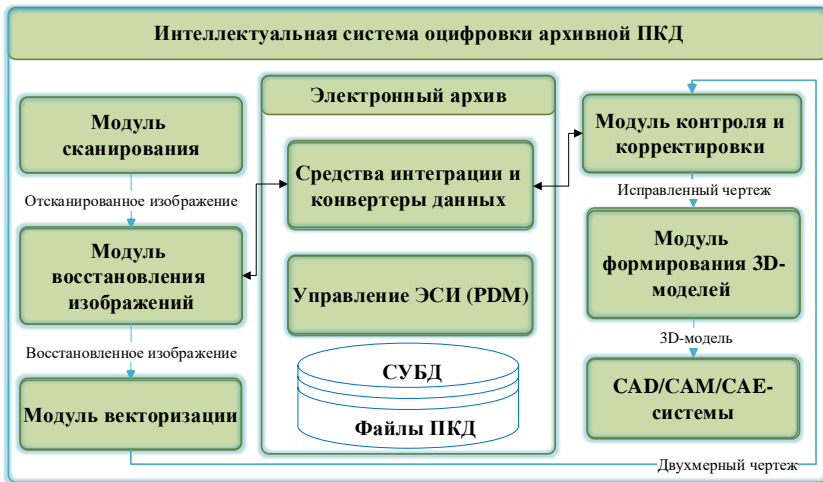 Интеллектуальная система оцифровки архивной ПКД
Модуль
сканирования
Отсканированное изображение
Модуль
восстановления
изображений
Восстановленное изображение
Модуль векторизации
Электронный архив
Средства интеграции и
конвертеры данных
Управление ЭСИ (PDM)
СУБД
Файлы ПКД
Модуль контроля и
корректировки
Исправленный чертеж
Модуль
формирования 3D-
моделей
3D-модель
CAD/CAM/CAE-
системы
Двухмерный чертеж